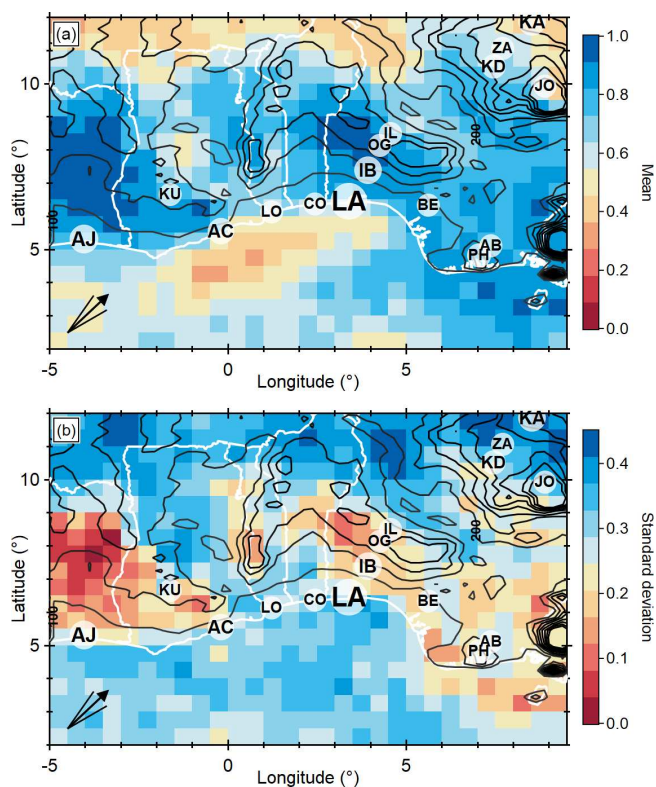 (a)
KA
ZA
KD
JO
200
IL
OG
IB
BE
KU
LA
CO
LO
AC
100
AJ
AB
PH
10
5
Latitude (°)
-5
0
5
Longitude (°)
1.0
0.8
0.6
0.4
0.2
0.0
Mean
(b)
KA
ZA
KD
JO
200
IL
OG
IB
KU
BE
LA
CO
LO
AC
100
AJ
AB
PH
10
5
Latitude (°)
-5
0
5
Longitude (°)
0.4
0.3
0.2
0.1
0.0
Standard deviation